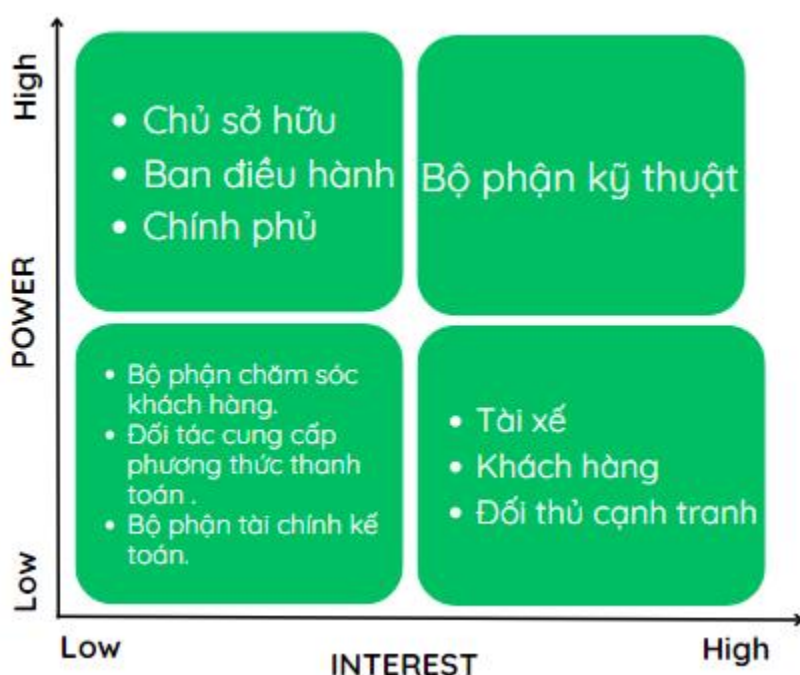 High
• Chủ sở hữu
• Ban điều hành
• Chính phủ
Bộ phận kỹ thuật
POWER
• Bộ phận chăm sóc
khách hàng.
• Đối tác cung cấp
phương thức thanh
toán .
• Bộ phận tài chính kế
toán.
• Tài xế
• Khách hàng
• Đối thủ cạnh tranh
Low
Low
INTEREST
High